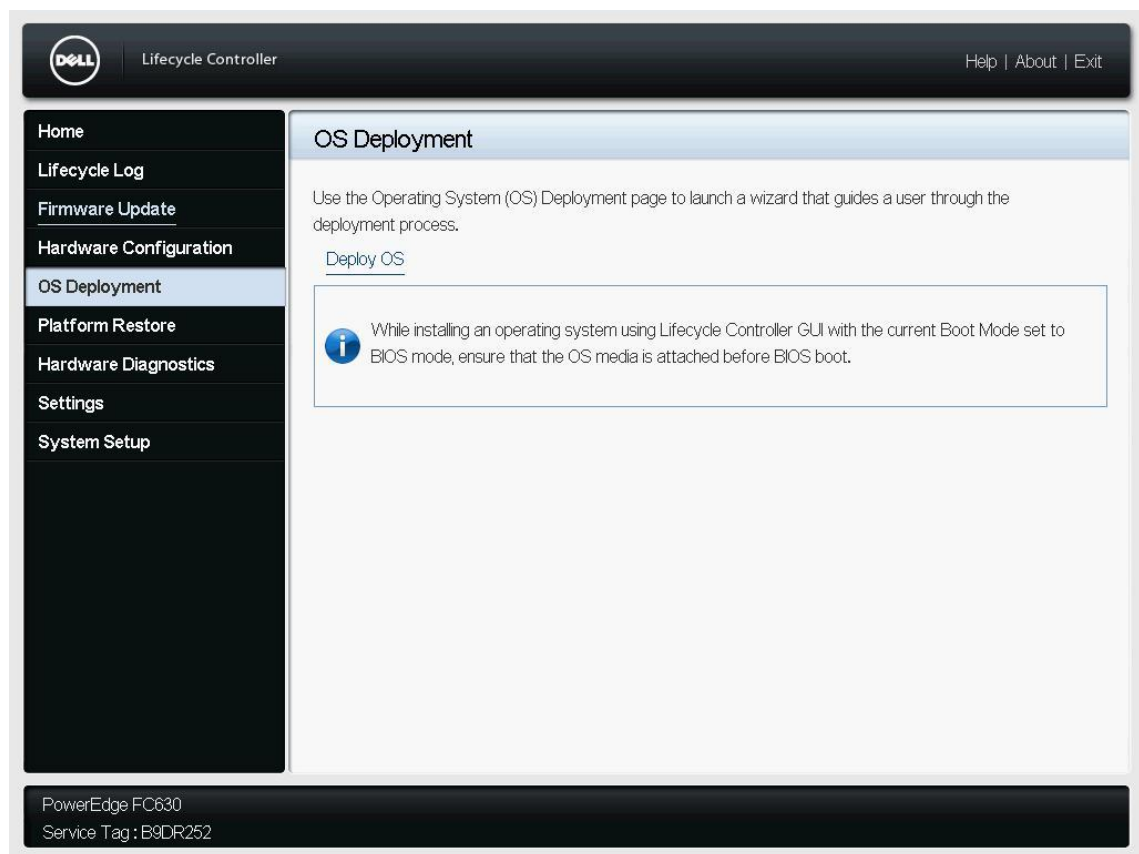 DELL
Lifecycle Controller
Help | About | Exit
Home
Lifecycle Log
Firmware Update
Hardware Configuration
OS Deployment
Platform Restore
Hardware Diagnostics
Settings
System Setup
OS Deployment
Use the Operating System (OS) Deployment page to launch a wizard that guides a user through the
deployment process.
Deploy OS
While installing an operating system using Lifecycle Controller GUI with the current Boot Mode set to
BIOS mode, ensure that the OS media is attached before BIOS boot.
PowerEdge FC630
Service Tag : B9DR252